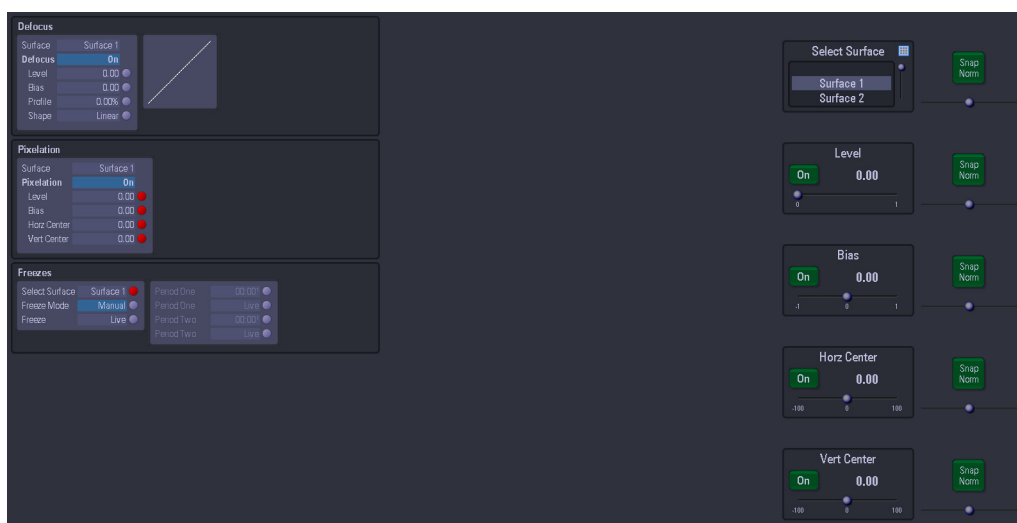 Defocus
Surface Surface 1
Defocus On
Level 0.00
Bias 0.00
Profile 0.00%
Shape Linear
Pixelation
Surface Surface 1
Pixelation On
Level 0.00
Bias 0.00
Horz Center 0.00
Vert Center 0.00
Freezes
Select Surface Surface 1
Freeze Mode Manual
Freeze Live
Period One 00:00*
Period One Live
Period Two 00:00*
Period Two Live
Select Surface
Surface 1
Surface 2
Snap
Norm
Level
On 0.00
0 1
Snap
Norm
Bias
On 0.00
-1 0 1
Snap
Norm
Horz Center
On 0.00
-100 0 100
Snap
Norm
Vert Center
On 0.00
-100 0 100
Snap
Norm